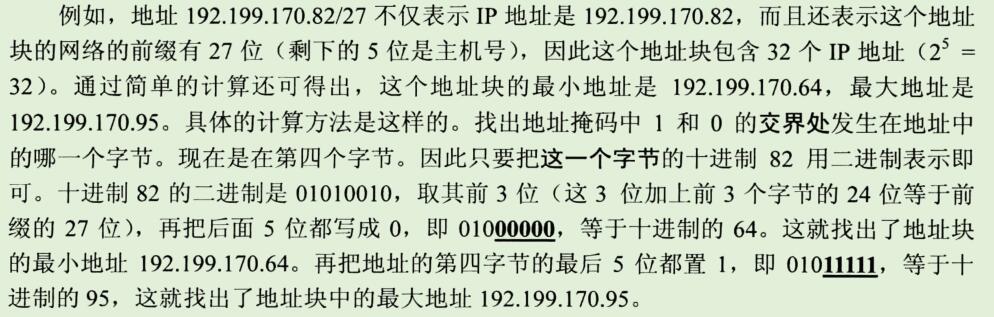 例如，地址 192.199.170.82/27 不仅表示 IP 地址是 192.199.170.82，而且还表示这个地址
块的网络的前缀有 27 位（剩下的 5 位是主机号），因此这个地址块包含 32 个 IP 地址（2⁵ =
32）。通过简单的计算还可得出，这个地址块的最小地址是 192.199.170.64，最大地址是
192.199.170.95。具体的计算方法是这样的。找出地址掩码中 1 和 0 的交界处发生在地址中
的哪一个字节。现在是在第四个字节。因此只要把这一个字节的十进制 82 用二进制表示即
可。十进制 82 的二进制是 01010010，取其前 3 位（这 3 位加上前 3 个字节的 24 位等于前
缀的 27 位），再把后面 5 位都写成 0，即 01000000，等于十进制的 64。这就找出了地址块
的最小地址 192.199.170.64。再把地址的第四字节的最后 5 位都置 1，即 01011111，等于十
进制的 95，这就找出了地址块中的最大地址 192.199.170.95。